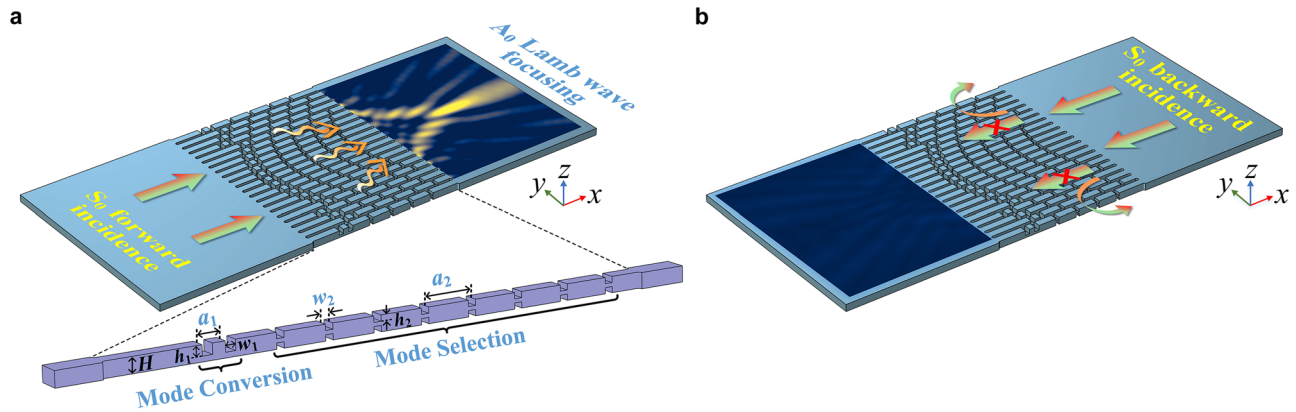 a
A₀ Lamb wave
focusing
S₀ forward
incidence
z
y
x
a₁
h₁
H
w₁
w₂
h₂
a₂
Mode Conversion
Mode Selection
b
S₀ backward
incidence
z
y
x